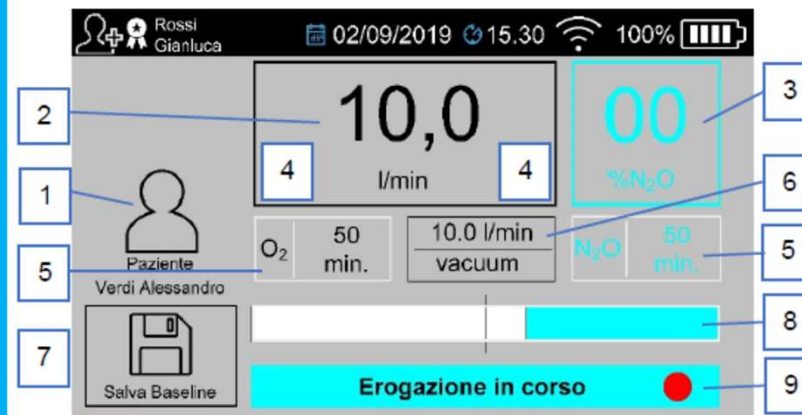 Rossi
Gianluca
02/09/2019 15.30 100%
2
10,0
00
3
4
l/min
4
%N₂O
1
6
O₂
50
min.
10.0 l/min
vacuum
N₂O
50
min.
5
5
Paziente
Verdi Alessandro
8
7
Salva Baseline
Erogazione in corso
9